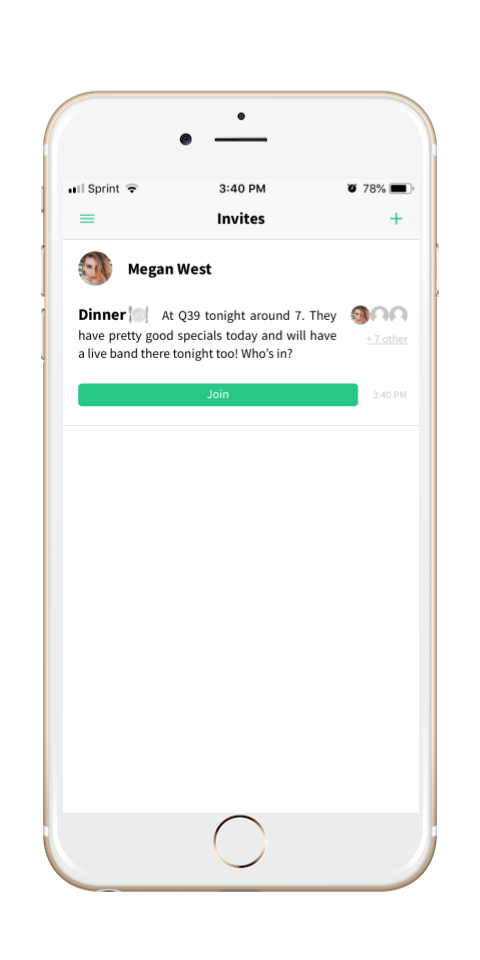 Sprint 3:40 PM 78%
Invites
Megan West
Dinner🍽 At Q39 tonight around 7. They
have pretty good specials today and will have
a live band there tonight too! Who’s in?
+ 7 other
Join
3:40 PM